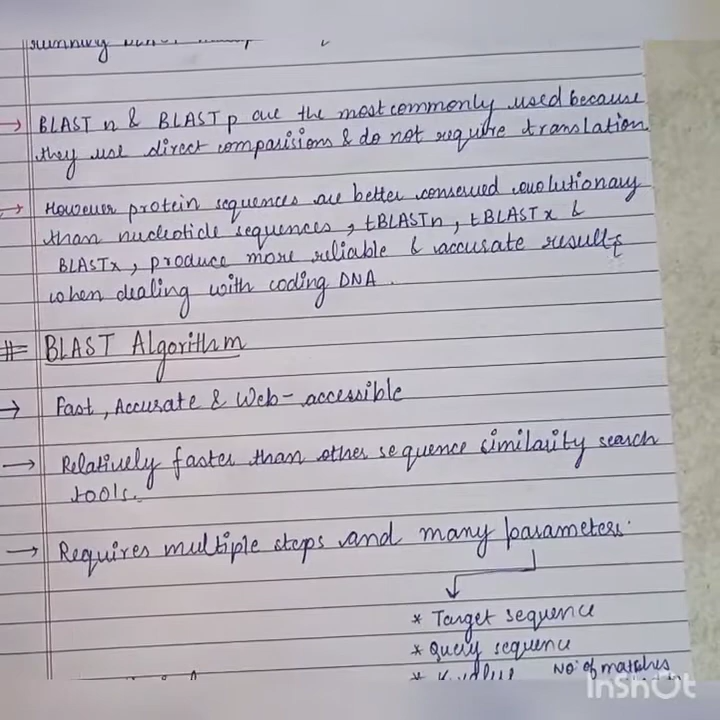 running
→ BLAST n & BLAST p are the most commonly used because
they use direct comparisions & do not require translation.
→ However protein sequences are better conserved evolutionary
than nucleotide sequences, tBLASTn, tBLASTx &
BLASTx, produce more reliable & accurate results
when dealing with coding DNA.
# BLAST Algorithm
→ Fast, Accurate & Web-accessible
→ Relatively faster than other sequence similarity search
tools.
→ Requires multiple steps and many parameters.
* Target sequence
* Query sequence
* No. of matches
InShOt